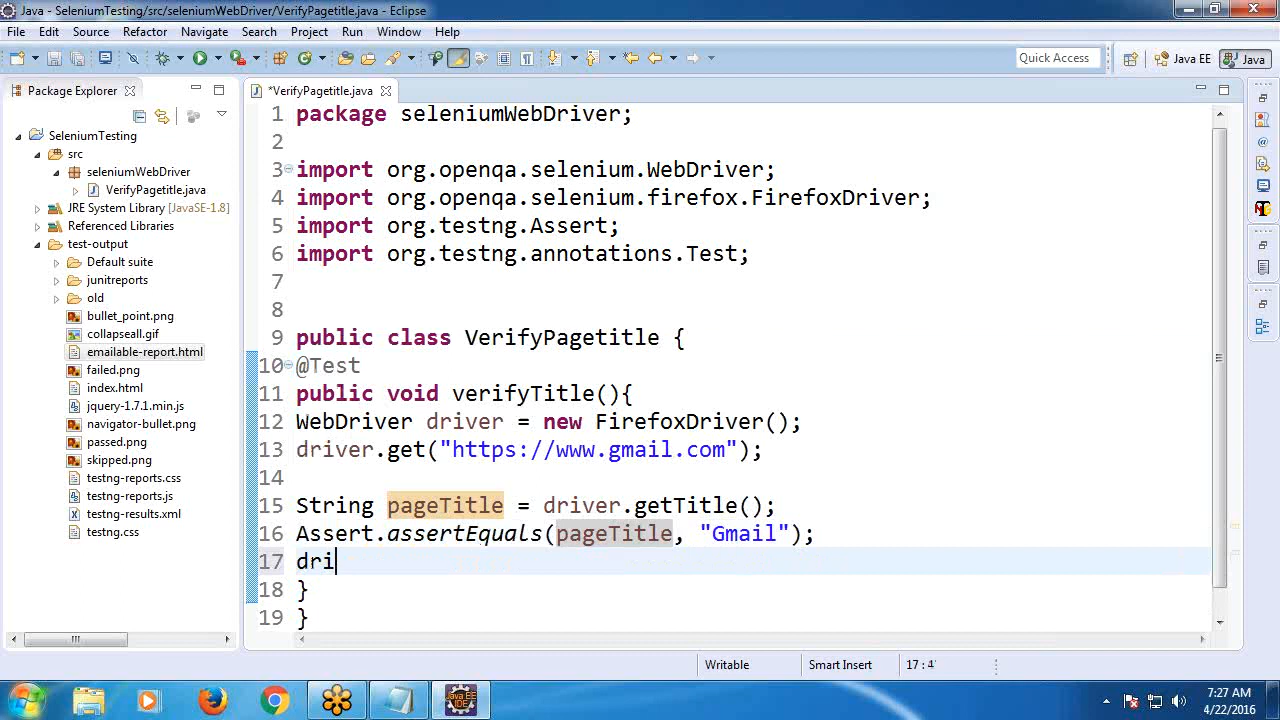 Java - SeleniumTesting/src/seleniumWebDriver/VerifyPagetitle.java - Eclipse
File Edit Source Refactor Navigate Search Project Run Window Help
Quick Access
Java EE
Java
Package Explorer
SeleniumTesting
src
seleniumWebDriver
VerifyPagetitle.java
JRE System Library [JavaSE-1.8]
Referenced Libraries
test-output
Default suite
junitreports
old
bullet_point.png
collapseall.gif
emailable-report.html
failed.png
index.html
jquery-1.7.1.min.js
navigator-bullet.png
passed.png
skipped.png
testng-reports.css
testng-reports.js
testng-results.xml
testng.css
*VerifyPagetitle.java
1 package seleniumWebDriver;
2
3 import org.openqa.selenium.WebDriver;
4 import org.openqa.selenium.firefox.FirefoxDriver;
5 import org.testng.Assert;
6 import org.testng.annotations.Test;
7
8
9 public class VerifyPagetitle {
10 @Test
11 public void verifyTitle(){
12 WebDriver driver = new FirefoxDriver();
13 driver.get("https://www.gmail.com");
14
15 String pageTitle = driver.getTitle();
16 Assert.assertEquals(pageTitle, "Gmail");
17 dri
18 }
19 }
Writable Smart Insert 17 : 4
Java EE
IDE
7:27 AM
4/22/2016